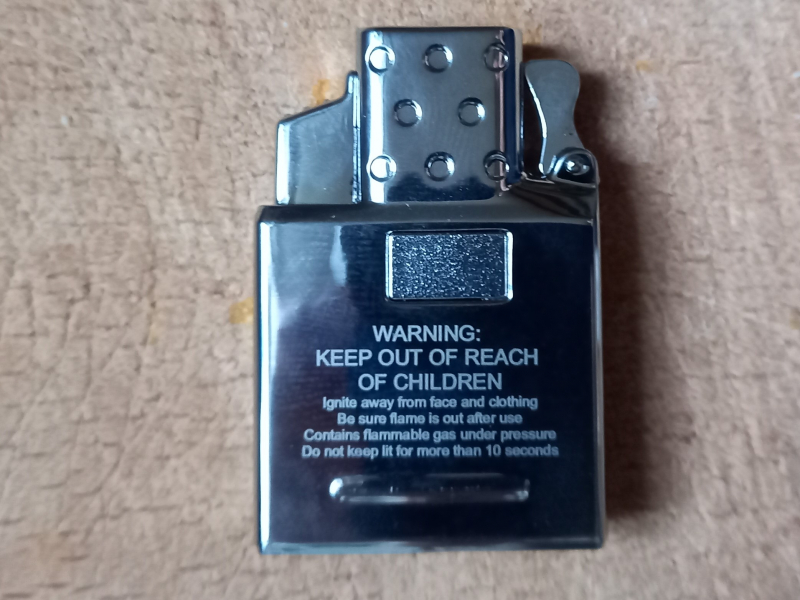 WARNING:
KEEP OUT OF REACH
OF CHILDREN
Ignite away from face and clothing
Be sure flame is out after use
Contains flammable gas under pressure
Do not keep lit for more than 10 seconds